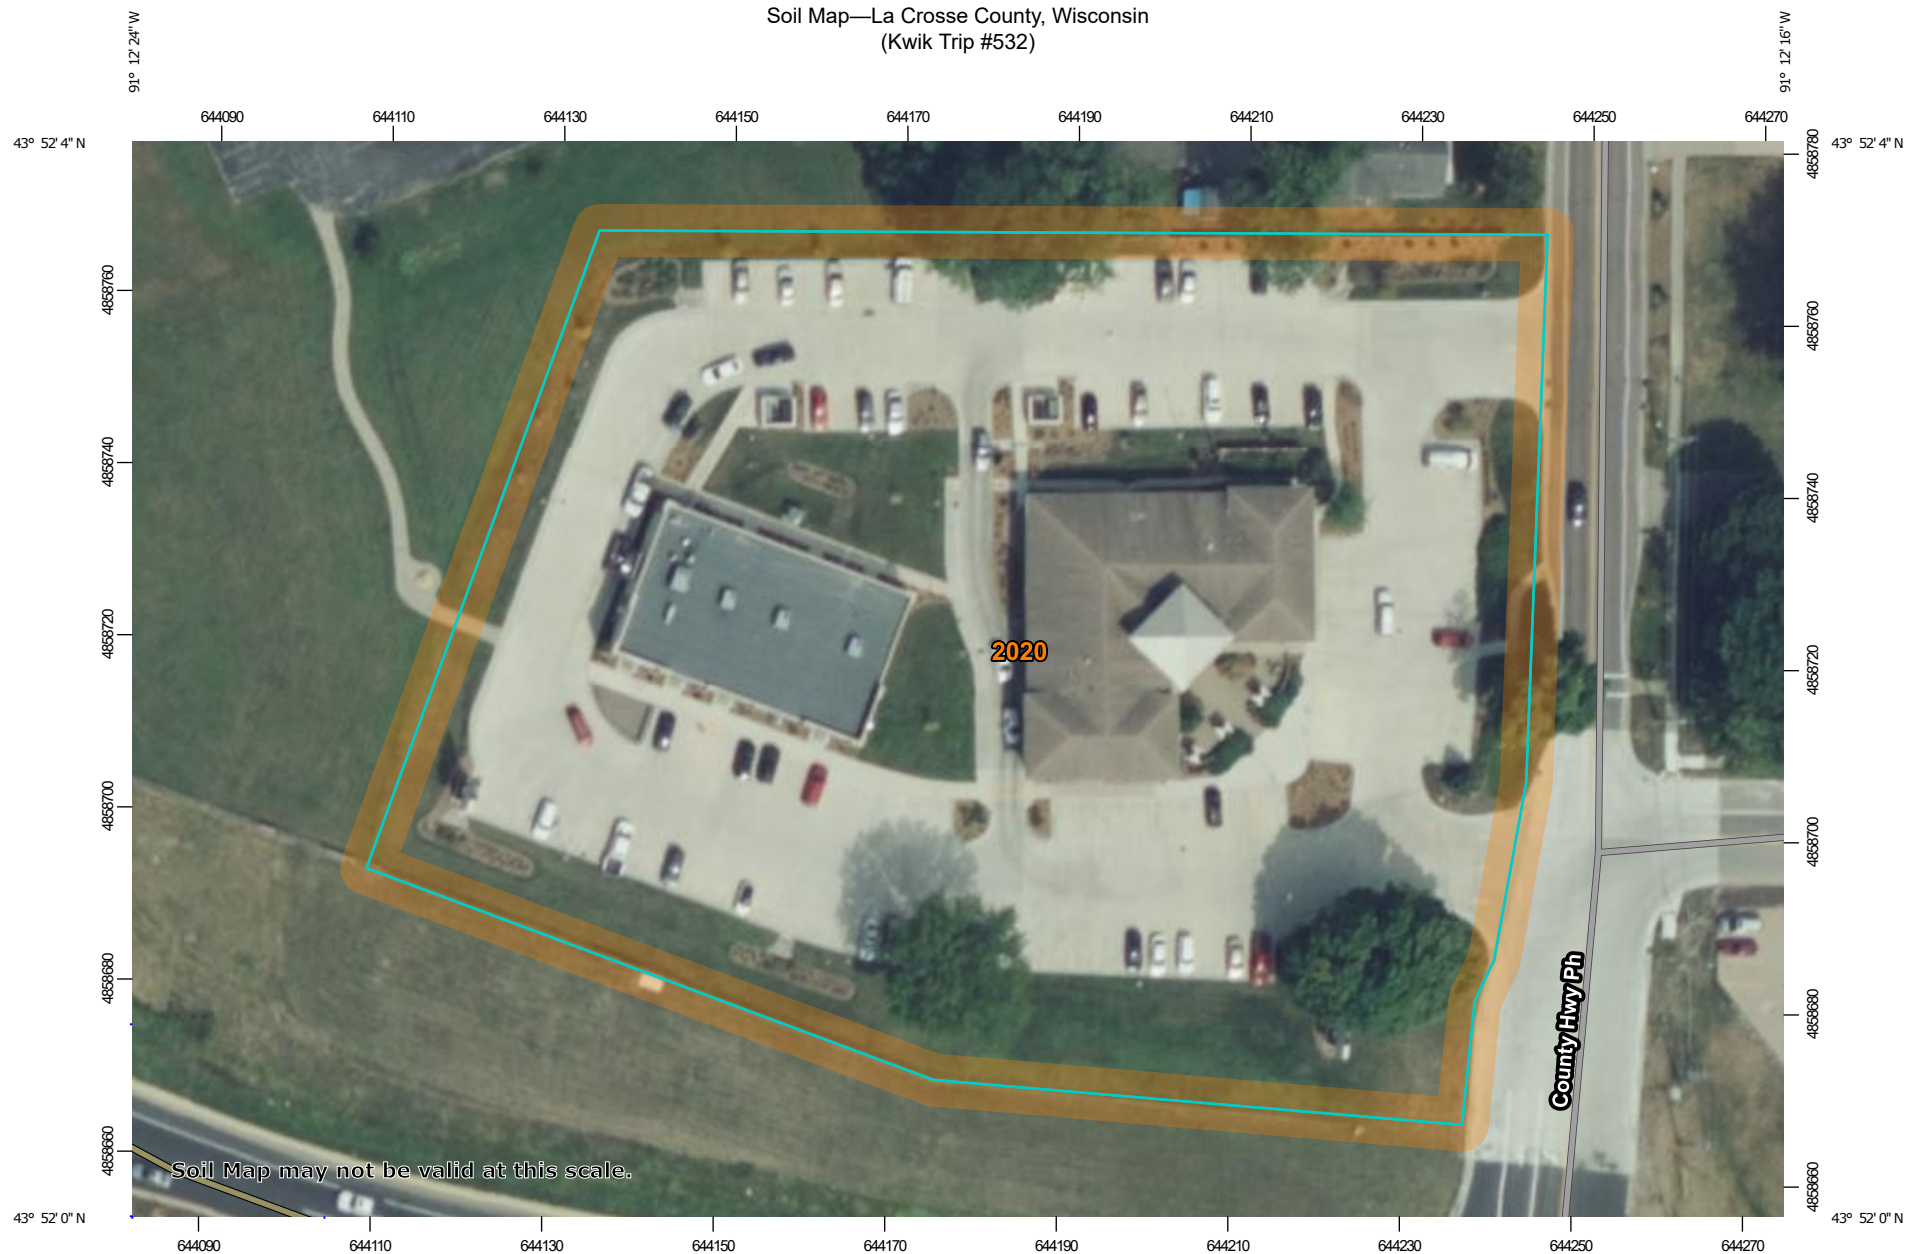 Soil Map—La Crosse County, Wisconsin
(Kwik Trip #532)
91° 12' 24'' W
91° 12' 16'' W
644090 644110 644130 644150 644170 644190 644210 644230 644250 644270
43° 52' 4'' N
43° 52' 4'' N
4858780
4858760
4858760
4858740
4858740
4858720
4858720
2020
4858700
4858700
4858680
4858680
County Hwy Ph
4858660
4858660
Soil Map may not be valid at this scale.
43° 52' 0'' N
43° 52' 0'' N
644090 644110 644130 644150 644170 644190 644210 644230 644250 644270